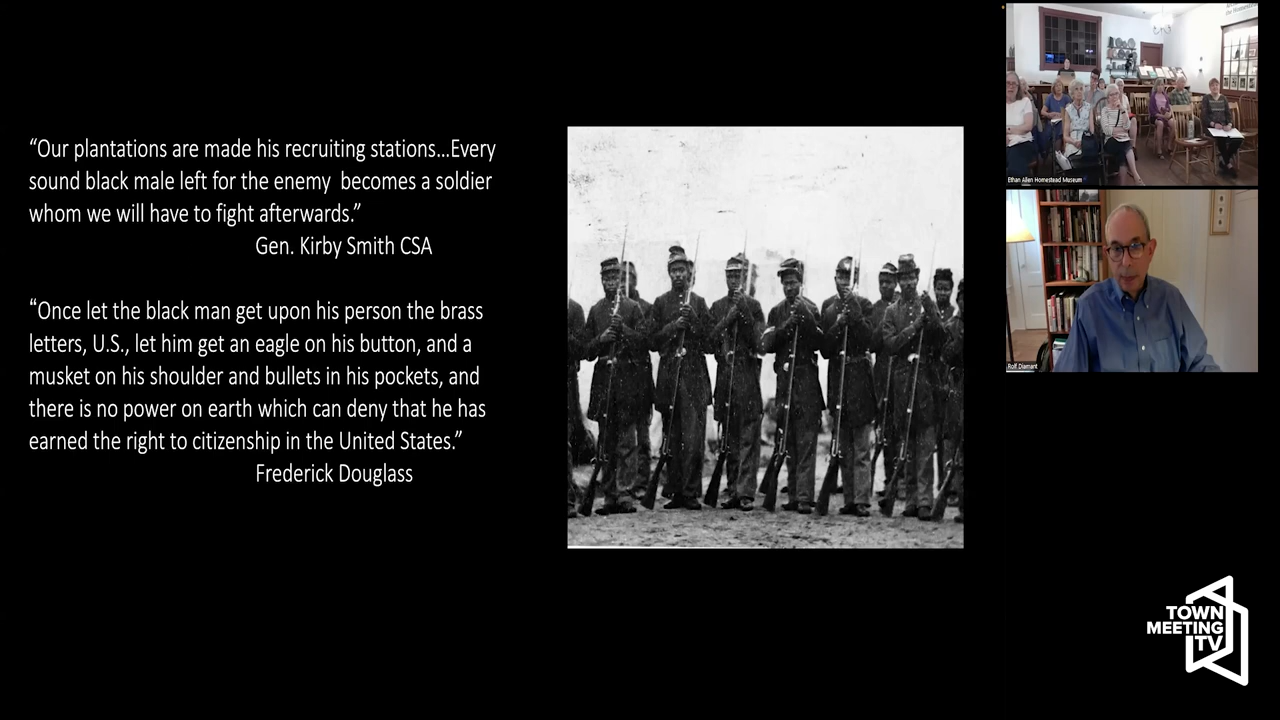 “Our plantations are made his recruiting stations...Every
sound black male left for the enemy becomes a soldier
whom we will have to fight afterwards.”
Gen. Kirby Smith CSA
“Once let the black man get upon his person the brass
letters, U.S., let him get an eagle on his button, and a
musket on his shoulder and bullets in his pockets, and
there is no power on earth which can deny that he has
earned the right to citizenship in the United States.”
Frederick Douglass
Ethan Allen Homestead Museum
Rolf Diamant
TOWN
MEETING
TV